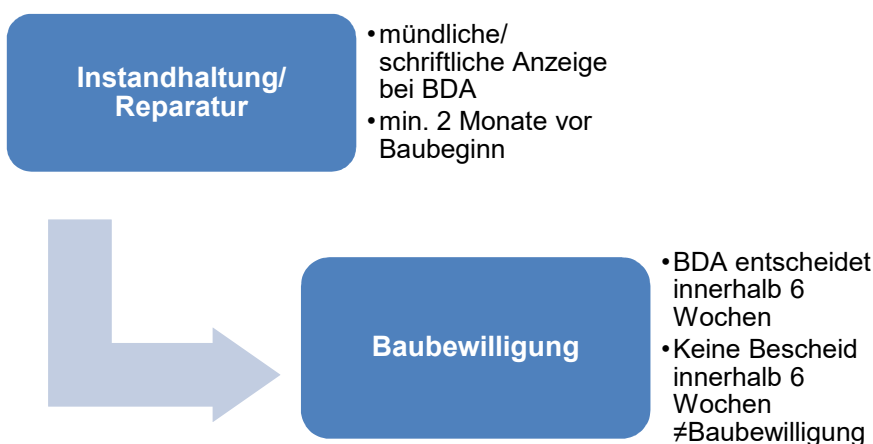 Instandhaltung/
Reparatur
•mündliche/
schriftliche Anzeige
bei BDA
•min. 2 Monate vor
Baubeginn
Baubewilligung
•BDA entscheidet
innerhalb 6
Wochen
•Keine Bescheid
innerhalb 6
Wochen
≠Baubewilligung